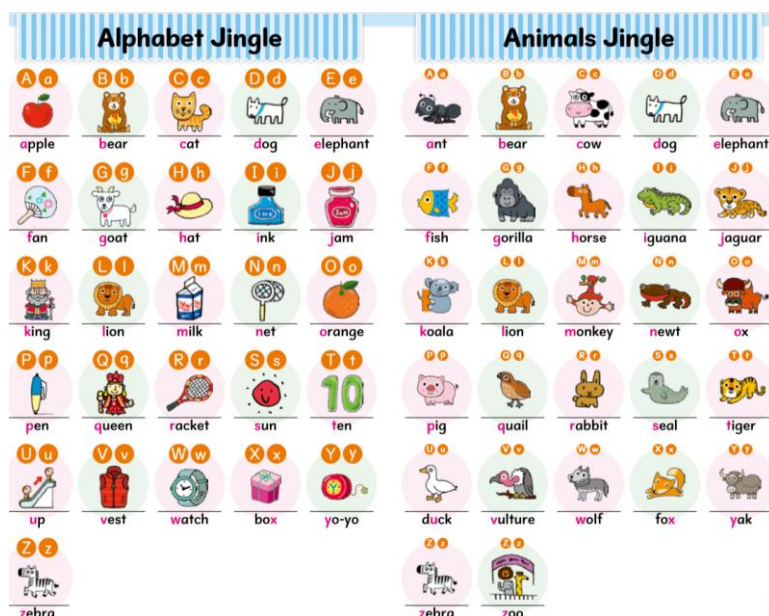 Alphabet Jingle
A a B b C c D d E e
apple bear cat dog elephant
F f G g H h I i J j
fan goat hat ink jam
INK Jam
K k L l M m N n O o
king lion milk net orange
P p Q q R r S s T t
10
pen queen racket sun ten
U u V v W w X x Y y
up vest watch box yo-yo
Z z
zebra
Animals Jingle
A a B b C c D d E e
ant bear cow dog elephant
F f G g H h I i J j
fish gorilla horse iguana jaguar
K k L l M m N n O o
koala lion monkey newt ox
P p Q q R r S s T t
pig quail rabbit seal tiger
U u V v W w X x Y y
duck vulture wolf fox yak
Z z Z z
zebra zoo